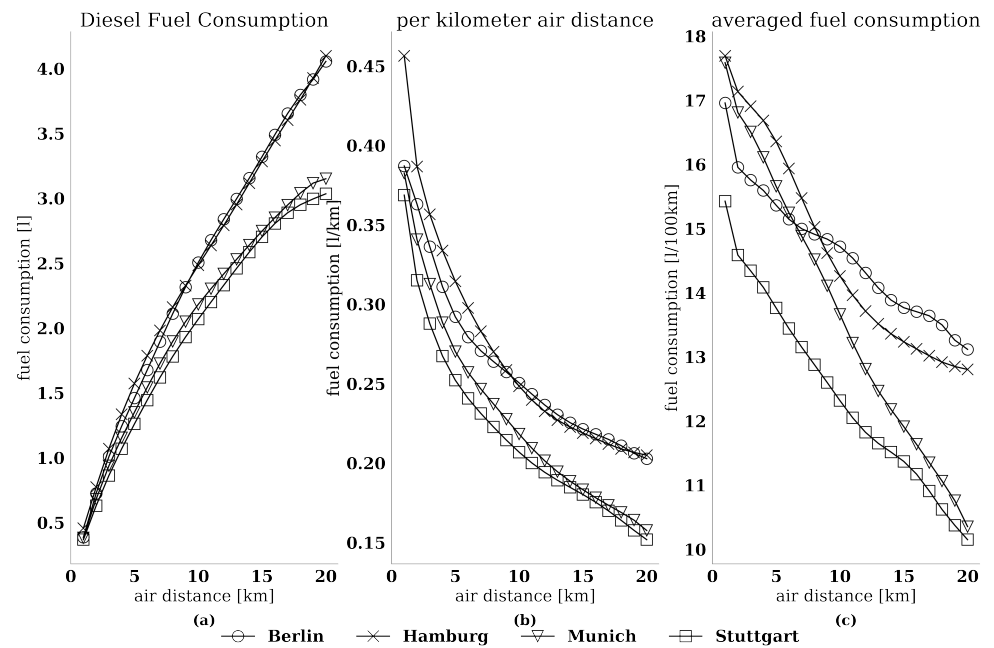 Diesel Fuel Consumption
fuel consumption [l]
4.0
3.5
3.0
2.5
2.0
1.5
1.0
0.5
0 5 10 15 20
air distance [km]
(a)
per kilometer air distance
fuel consumption [l/km]
0.45
0.40
0.35
0.30
0.25
0.20
0.15
0 5 10 15 20
air distance [km]
(b)
averaged fuel consumption
fuel consumption [l/100km]
18
17
16
15
14
13
12
11
10
0 5 10 15 20
air distance [km]
(c)
Berlin Hamburg Munich Stuttgart